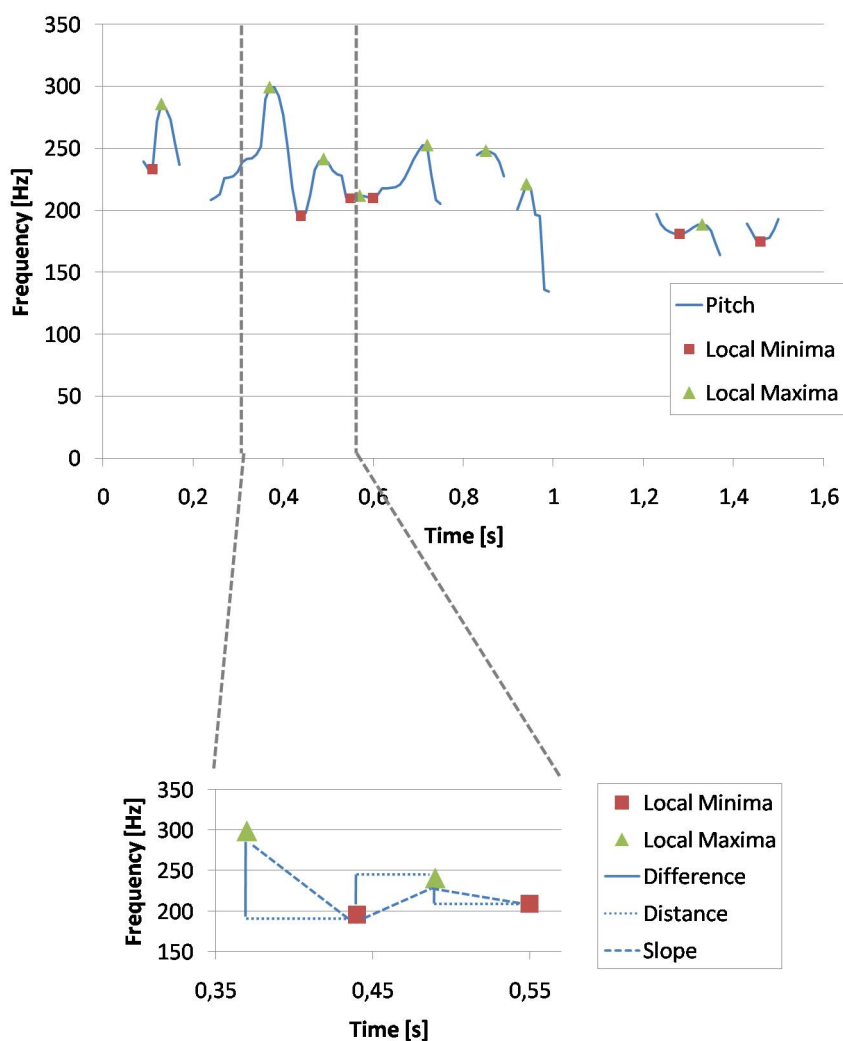 350
300
250
200
150
100
50
0
Frequency [Hz]
0 0,2 0,4 0,6 0,8 1 1,2 1,4 1,6
Time [s]
Pitch
Local Minima
Local Maxima
350
300
250
200
150
Frequency [Hz]
0,35 0,45 0,55
Time [s]
Local Minima
Local Maxima
Difference
Distance
Slope